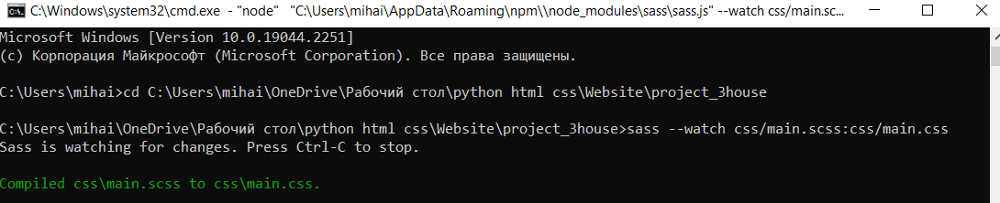 C:\Windows\system32\cmd.exe - "node" "C:\Users\mihai\AppData\Roaming\npm\\node_modules\sass\sass.js" --watch css/main.sc...
Microsoft Windows [Version 10.0.19044.2251]
(c) Корпорация Майкрософт (Microsoft Corporation). Все права защищены.
C:\Users\mihai>cd C:\Users\mihai\OneDrive\Рабочий стол\python html css\Website\project_3house
C:\Users\mihai\OneDrive\Рабочий стол\python html css\Website\project_3house>sass --watch css/main.scss:css/main.css
Sass is watching for changes. Press Ctrl-C to stop.
Compiled css\main.scss to css\main.css.